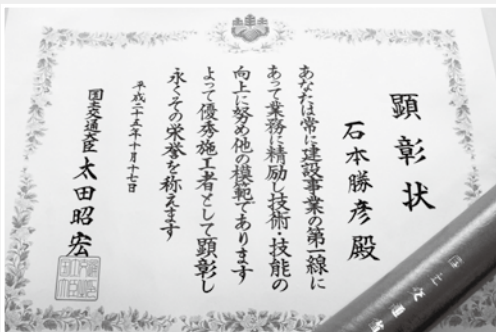 顕彰状
石本勝彦殿
あなたは常に建設事業の第一線に
あって業務に精励し技術・技能の
向上に努め他の模範であります
よって優秀施工者として顕彰し
永くその栄誉を称えます
平成二十五年十月十七日
国土交通大臣 太田昭宏
国土交通省